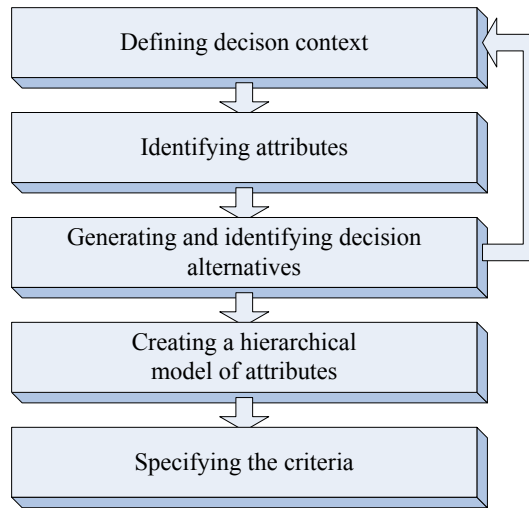 Defining decison context
Identifying attributes
Generating and identifying decision
alternatives
Creating a hierarchical
model of attributes
Specifying the criteria